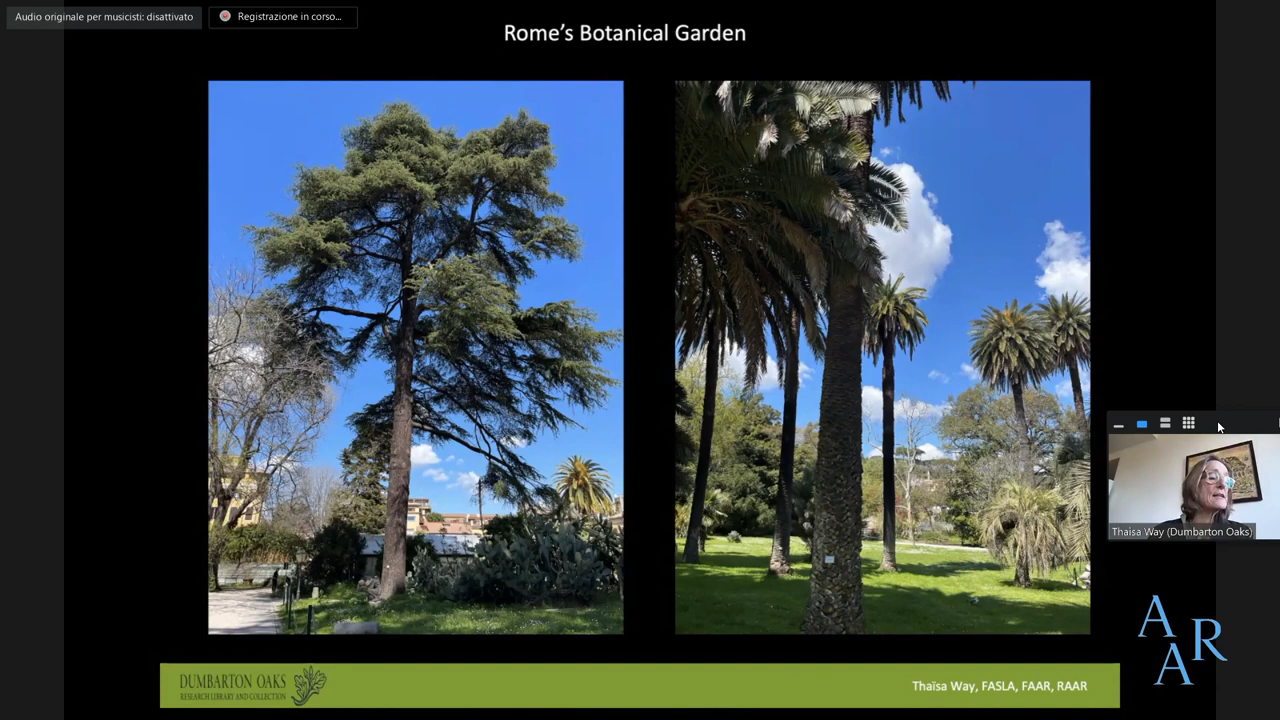 Audio originale per musicisti: disattivato
Registrazione in corso...
Rome's Botanical Garden
Thaisa Way (Dumbarton Oaks)
A
R
A
DUMBARTON OAKS
RESEARCH LIBRARY AND COLLECTION
Thaïsa Way, FASLA, FAAR, RAAR